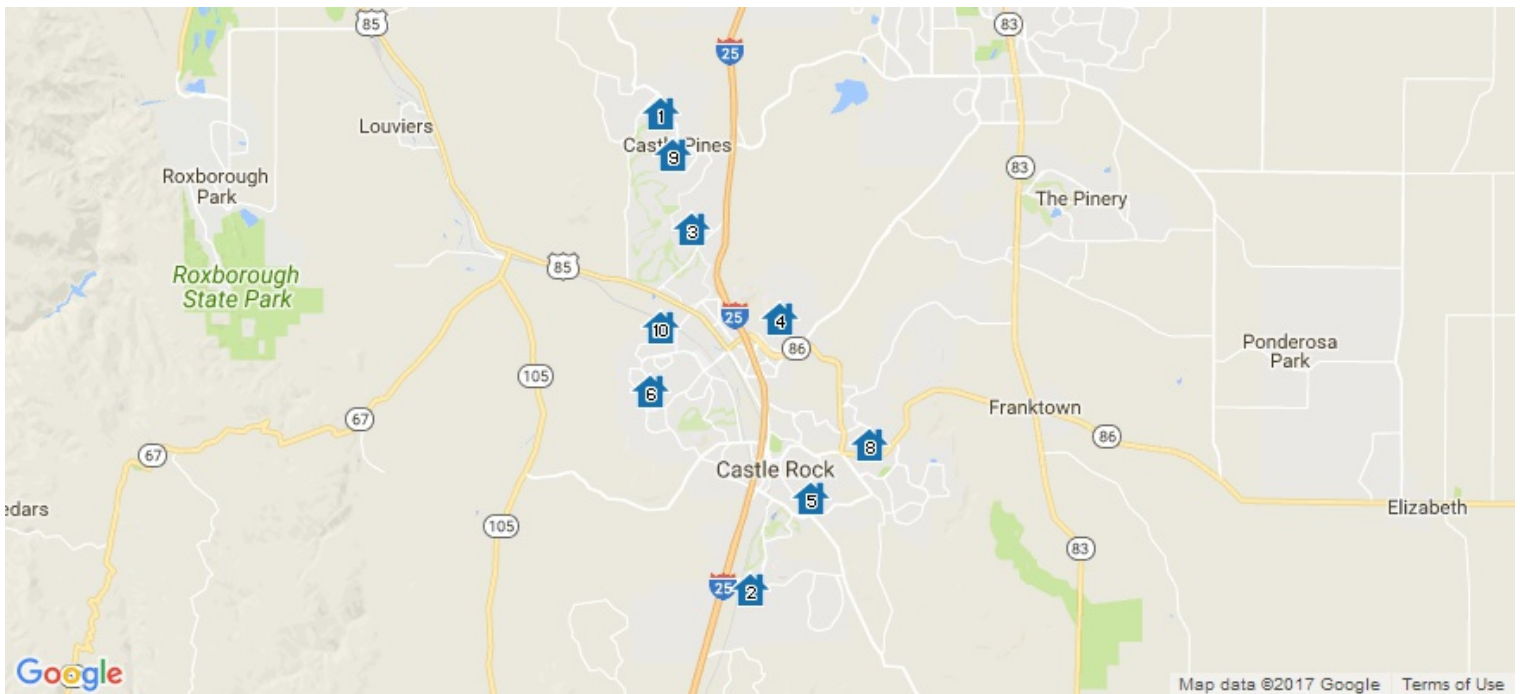 85
83
25
1
Louviers
Castle Pines
9
83
Roxborough
Park
The Pinery
3
Roxborough
State Park
85
25
4
10
86
Ponderosa
Park
105
6
67
Franktown
86
67
8
Castle Rock
5
edars
Elizabeth
105
83
25
2
Google
Map data ©2017 Google
Terms of Use